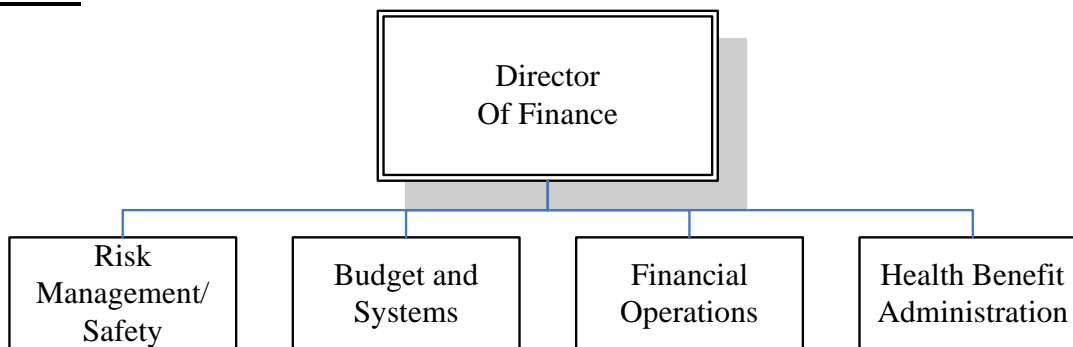 Director
Of Finance
Risk
Management/
Safety
Budget and
Systems
Financial
Operations
Health Benefit
Administration